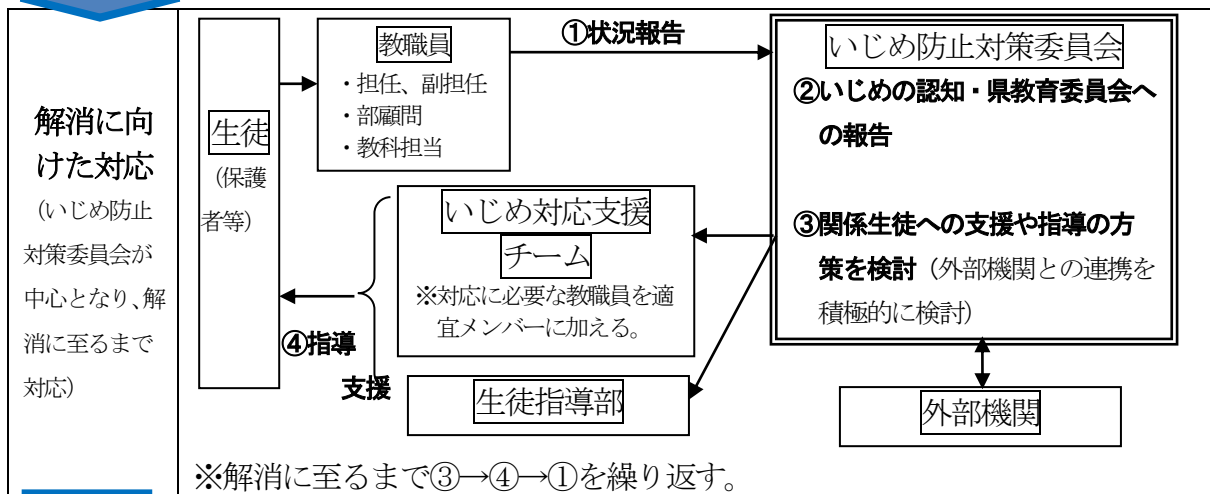 解消に向
けた対応
(いじめ防止
対策委員会が
中心となり、解
消に至るまで
対応)
生徒
(保護
者等)
教職員
・担任、副担任
・部顧問
・教科担当
①状況報告
いじめ防止対策委員会
②いじめの認知・県教育委員会へ
の報告
③関係生徒への支援や指導の方
策を検討(外部機関との連携を
積極的に検討)
いじめ対応支援
チーム
※対応に必要な教職員を適
宜メンバーに加える。
④指導
支援
生徒指導部
外部機関
※解消に至るまで③→④→①を繰り返す。